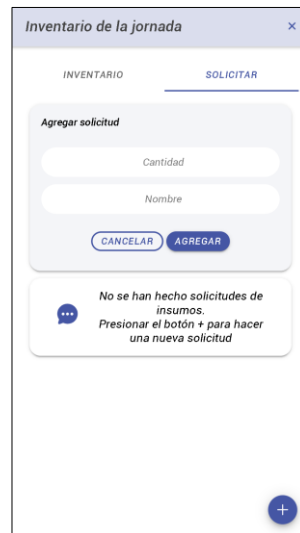 Inventario de la jornada ×
INVENTARIO SOLICITAR
Agregar solicitud
Cantidad
Nombre
CANCELAR AGREGAR
No se han hecho solicitudes de
insumos.
Presionar el botón + para hacer
una nueva solicitud
+